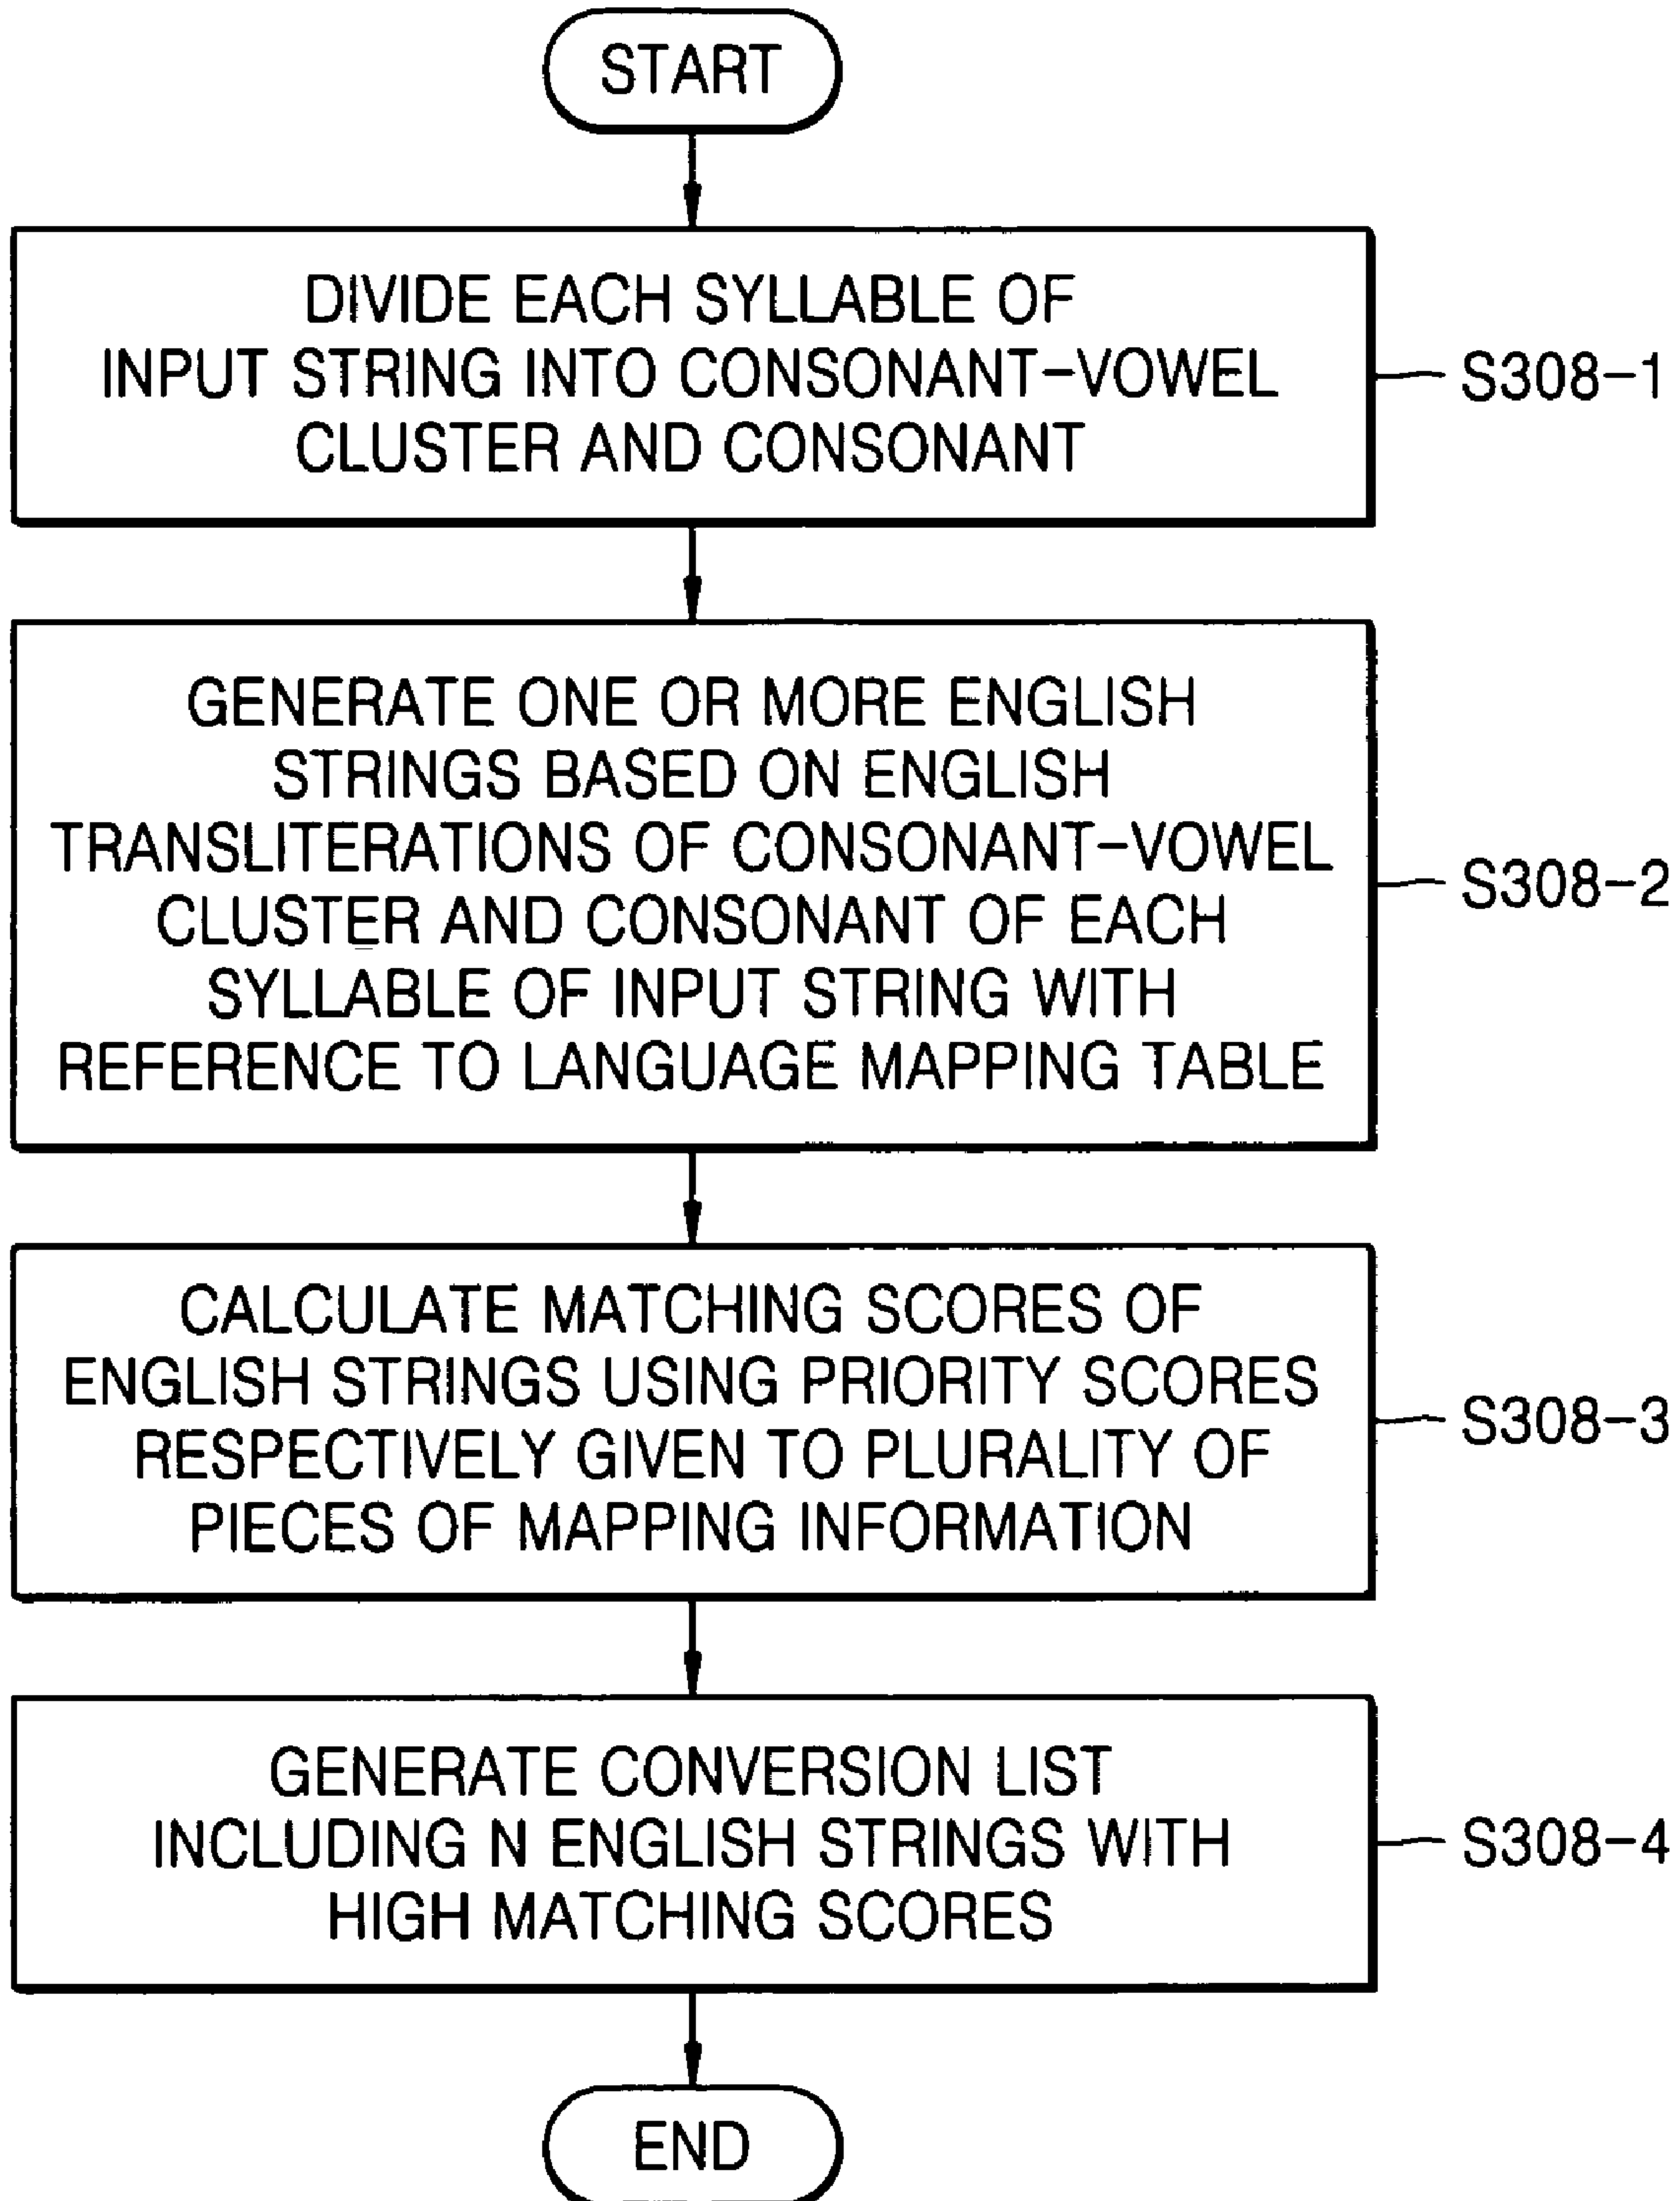 START
DIVIDE EACH SYLLABLE OF
INPUT STRING INTO CONSONANT-VOWEL
CLUSTER AND CONSONANT
S308-1
GENERATE ONE OR MORE ENGLISH
STRINGS BASED ON ENGLISH
TRANSLITERATIONS OF CONSONANT-VOWEL
CLUSTER AND CONSONANT OF EACH
SYLLABLE OF INPUT STRING WITH
REFERENCE TO LANGUAGE MAPPING TABLE
S308-2
CALCULATE MATCHING SCORES OF
ENGLISH STRINGS USING PRIORITY SCORES
RESPECTIVELY GIVEN TO PLURALITY OF
PIECES OF MAPPING INFORMATION
S308-3
GENERATE CONVERSION LIST
INCLUDING N ENGLISH STRINGS WITH
HIGH MATCHING SCORES
S308-4
END